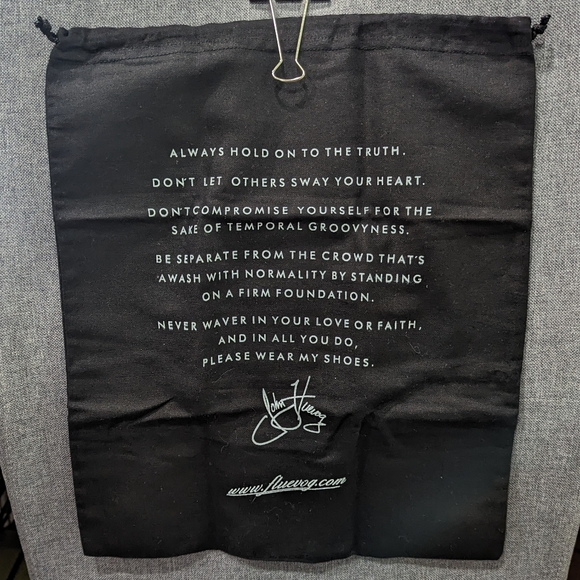 ALWAYS HOLD ON TO THE TRUTH.
DON'T LET OTHERS SWAY YOUR HEART.
DON'T COMPROMISE YOURSELF FOR THE
SAKE OF TEMPORAL GROOVYNESS.
BE SEPARATE FROM THE CROWD THAT'S
AWASH WITH NORMALITY BY STANDING
ON A FIRM FOUNDATION.
NEVER WAVER IN YOUR LOVE OR FAITH,
AND IN ALL YOU DO,
PLEASE WEAR MY SHOES.
John Fluevog
www.fluevog.com